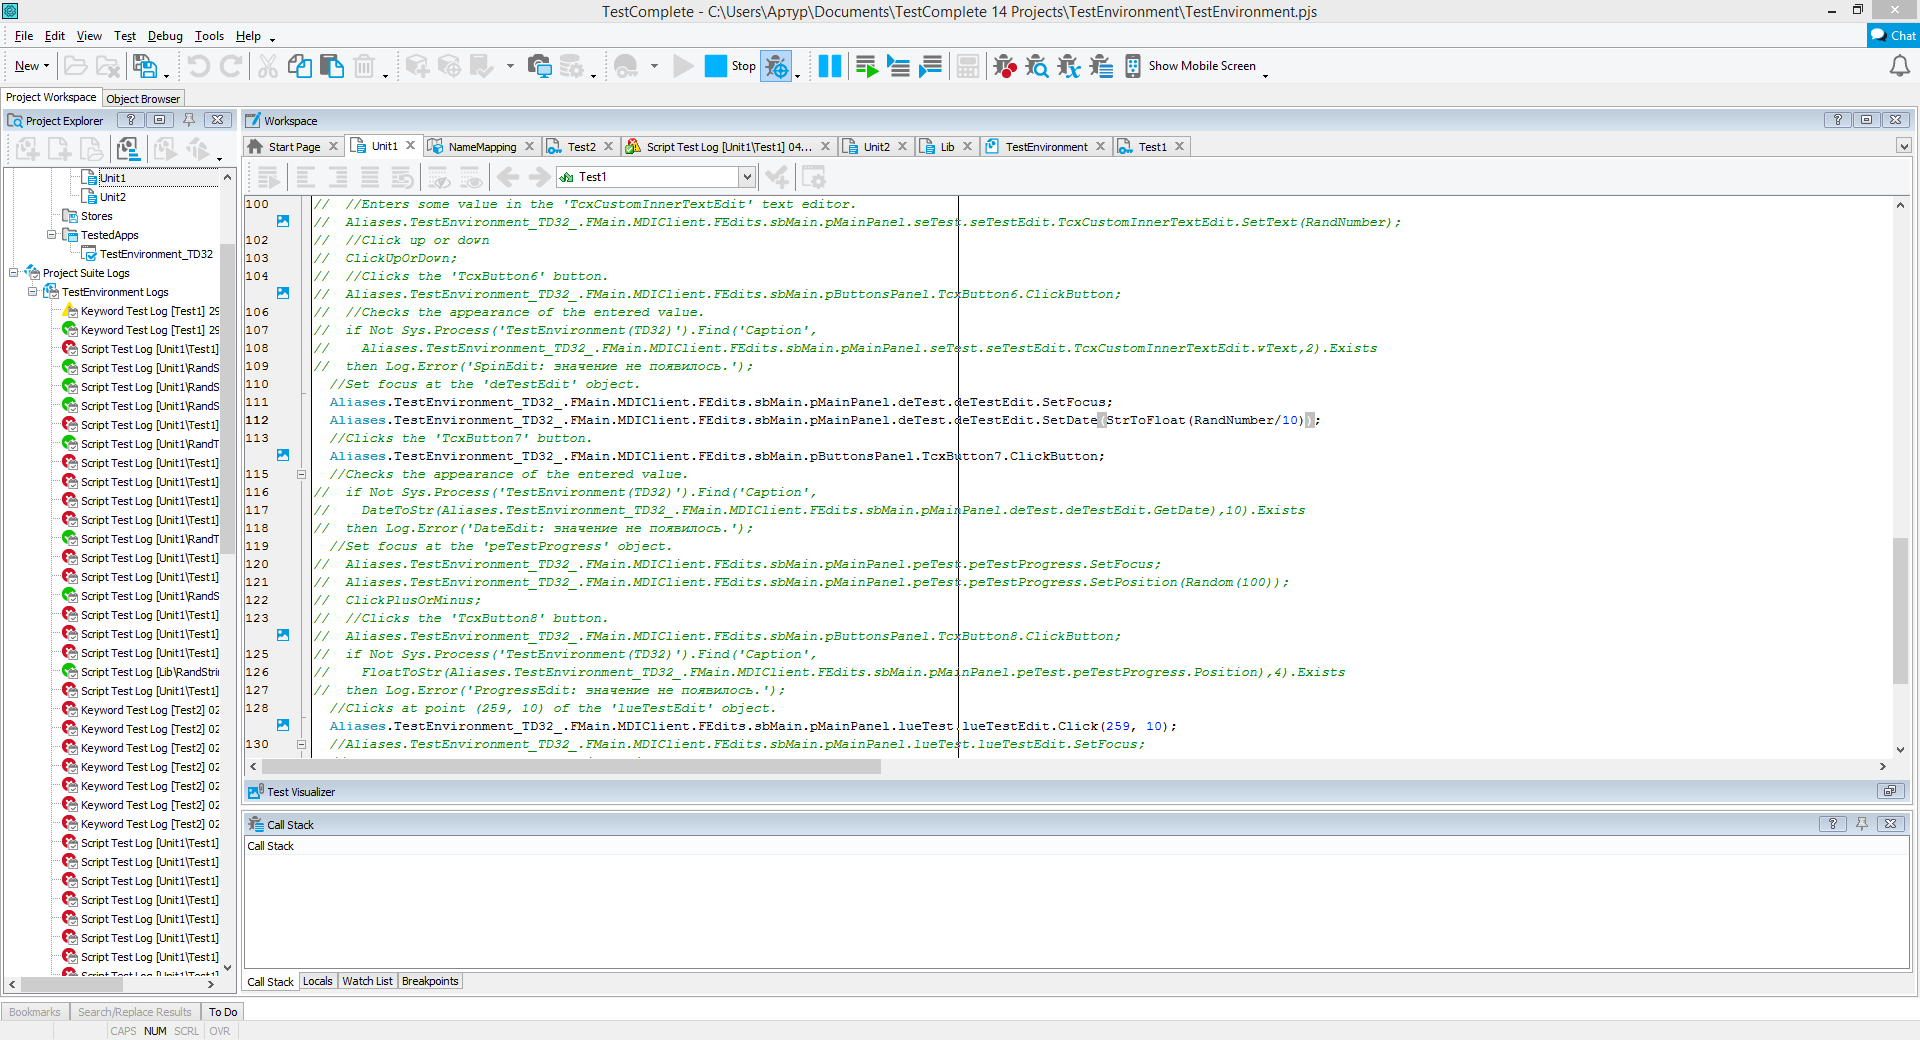 TestComplete - C:\Users\Артур\Documents\TestComplete 14 Projects\TestEnvironment\TestEnvironment.pjs
File Edit View Test Debug Tools Help
Chat
New Stop Show Mobile Screen
Project Workspace Object Browser
Project Explorer
Workspace
Start Page Unit1 NameMapping Test2 Script Test Log [Unit1\Test1] 04... Unit2 Lib TestEnvironment Test1
Test1
Unit1
Unit2
Stores
TestedApps
TestEnvironment_TD32
Project Suite Logs
TestEnvironment Logs
Keyword Test Log [Test1] 29
Keyword Test Log [Test1] 29
Script Test Log [Unit1\Test1]
Script Test Log [Unit1\RandS
Script Test Log [Unit1\RandS
Script Test Log [Unit1\RandS
Script Test Log [Unit1\Test1]
Script Test Log [Unit1\RandT
Script Test Log [Unit1\Test1]
Script Test Log [Unit1\Test1]
Script Test Log [Unit1\Test1]
Script Test Log [Unit1\Test1]
Script Test Log [Unit1\RandT
Script Test Log [Unit1\Test1]
Script Test Log [Unit1\Test1]
Script Test Log [Unit1\RandS
Script Test Log [Unit1\Test1]
Script Test Log [Unit1\Test1]
Script Test Log [Unit1\Test1]
Script Test Log [Lib\RandStrin
Script Test Log [Unit1\Test1]
Keyword Test Log [Test2] 02
Keyword Test Log [Test2] 02
Keyword Test Log [Test2] 02
Keyword Test Log [Test2] 02
Keyword Test Log [Test2] 02
Keyword Test Log [Test2] 02
Keyword Test Log [Test2] 02
Script Test Log [Unit1\Test1]
Script Test Log [Unit1\Test1]
Script Test Log [Unit1\Test1]
Script Test Log [Unit1\Test1]
Script Test Log [Unit1\Test1]
Script Test Log [Unit1\Test1]
Script Test Log [Unit1\Test1]
Script Test Log [Unit1\Test1]
100 // //Enters some value in the 'TcxCustomInnerTextEdit' text editor.
// Aliases.TestEnvironment_TD32_.FMain.MDIClient.FEdits.sbMain.pMainPanel.seTest.seTestEdit.TcxCustomInnerTextEdit.SetText(RandNumber);
102 // //Click up or down
103 // ClickUpOrDown;
104 // //Clicks the 'TcxButton6' button.
// Aliases.TestEnvironment_TD32_.FMain.MDIClient.FEdits.sbMain.pButtonsPanel.TcxButton6.ClickButton;
106 // //Checks the appearance of the entered value.
107 // if Not Sys.Process('TestEnvironment(TD32)').Find('Caption',
108 // Aliases.TestEnvironment_TD32_.FMain.MDIClient.FEdits.sbMain.pMainPanel.seTest.seTestEdit.TcxCustomInnerTextEdit.wText,2).Exists
109 // then Log.Error('SpinEdit: значение не появилось.');
110 //Set focus at the 'deTestEdit' object.
111 Aliases.TestEnvironment_TD32_.FMain.MDIClient.FEdits.sbMain.pMainPanel.deTest.deTestEdit.SetFocus;
112 Aliases.TestEnvironment_TD32_.FMain.MDIClient.FEdits.sbMain.pMainPanel.deTest.deTestEdit.SetDate(StrToFloat(RandNumber/10));
113 //Clicks the 'TcxButton7' button.
Aliases.TestEnvironment_TD32_.FMain.MDIClient.FEdits.sbMain.pButtonsPanel.TcxButton7.ClickButton;
115 //Checks the appearance of the entered value.
116 // if Not Sys.Process('TestEnvironment(TD32)').Find('Caption',
117 // DateToStr(Aliases.TestEnvironment_TD32_.FMain.MDIClient.FEdits.sbMain.pMainPanel.deTest.deTestEdit.GetDate),10).Exists
118 // then Log.Error('DateEdit: значение не появилось.');
119 //Set focus at the 'peTestProgress' object.
120 // Aliases.TestEnvironment_TD32_.FMain.MDIClient.FEdits.sbMain.pMainPanel.peTest.peTestProgress.SetFocus;
121 // Aliases.TestEnvironment_TD32_.FMain.MDIClient.FEdits.sbMain.pMainPanel.peTest.peTestProgress.SetPosition(Random(100));
122 // ClickPlusOrMinus;
123 // //Clicks the 'TcxButton8' button.
// Aliases.TestEnvironment_TD32_.FMain.MDIClient.FEdits.sbMain.pButtonsPanel.TcxButton8.ClickButton;
125 // if Not Sys.Process('TestEnvironment(TD32)').Find('Caption',
126 // FloatToStr(Aliases.TestEnvironment_TD32_.FMain.MDIClient.FEdits.sbMain.pMainPanel.peTest.peTestProgress.Position),4).Exists
127 // then Log.Error('ProgressEdit: значение не появилось.');
128 //Clicks at point (259, 10) of the 'lueTestEdit' object.
Aliases.TestEnvironment_TD32_.FMain.MDIClient.FEdits.sbMain.pMainPanel.lueTest.lueTestEdit.Click(259, 10);
130 //Aliases.TestEnvironment_TD32_.FMain.MDIClient.FEdits.sbMain.pMainPanel.lueTest.lueTestEdit.SetFocus;
Test Visualizer
Call Stack
Call Stack
Call Stack Locals Watch List Breakpoints
Bookmarks Search/Replace Results To Do
CAPS NUM SCRL OVR